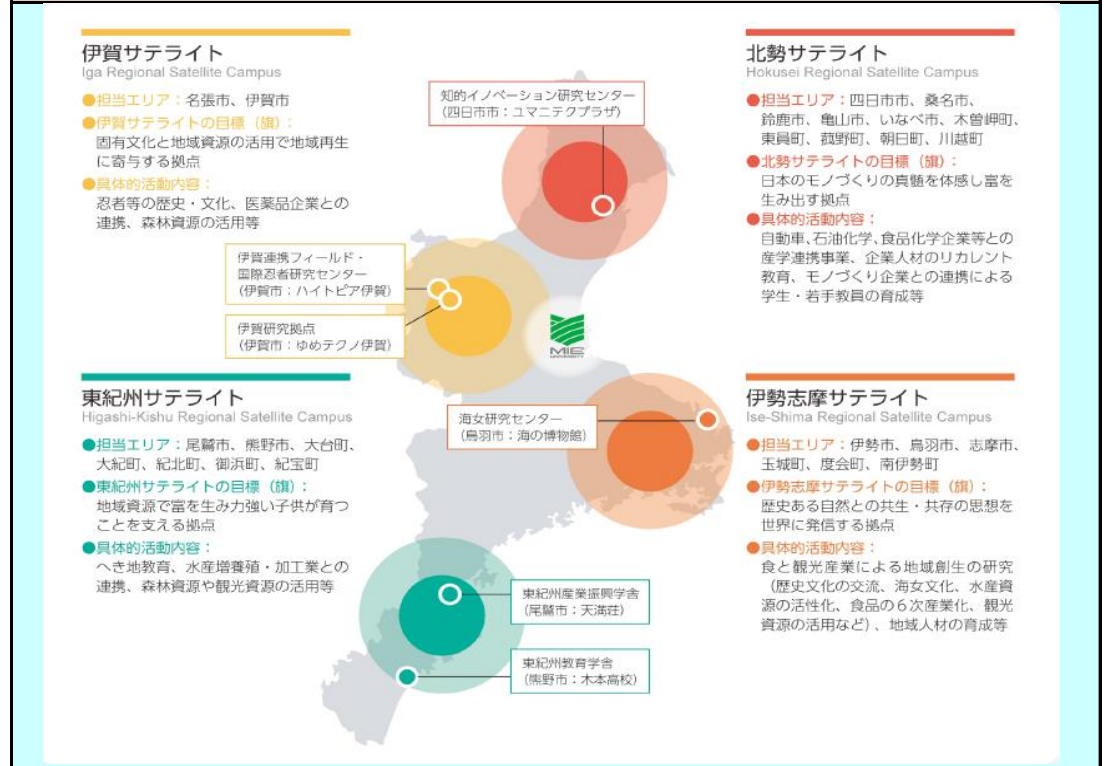 伊賀サテライト
Iga Regional Satellite Campus
●担当エリア：名張市、伊賀市
●伊賀サテライトの目標（旗）：
固有文化と地域資源の活用で地域再生
に寄与する拠点
●具体的活動内容：
忍者等の歴史・文化、医薬品企業との
連携、森林資源の活用等
知的イノベーション研究センター
（四日市市：ユマニテクプラザ）
北勢サテライト
Hokusei Regional Satellite Campus
●担当エリア：四日市市、桑名市、
鈴鹿市、亀山市、いなべ市、木曽岬町、
東員町、菰野町、朝日町、川越町
●北勢サテライトの目標（旗）：
日本のモノづくりの真髄を体感し富を
生み出す拠点
●具体的活動内容：
自動車、石油化学、食品化学企業等との
産学連携事業、企業人材のリカレント
教育、モノづくり企業との連携による
学生・若手教員の育成等
伊賀連携フィールド・
国際忍者研究センター
（伊賀市：ハイトピア伊賀）
伊賀研究拠点
（伊賀市：ゆめテクノ伊賀）
MIE
UNIVERSITY
東紀州サテライト
Higashi-Kishu Regional Satellite Campus
●担当エリア：尾鷲市、熊野市、大台町、
大紀町、紀北町、御浜町、紀宝町
●東紀州サテライトの目標（旗）：
地域資源で富を生み力強い子供が育つ
ことを支える拠点
●具体的活動内容：
へき地教育、水産増養殖・加工業との
連携、森林資源や観光資源の活用等
海女研究センター
（鳥羽市：海の博物館）
伊勢志摩サテライト
Ise-Shima Regional Satellite Campus
●担当エリア：伊勢市、鳥羽市、志摩市、
玉城町、度会町、南伊勢町
●伊勢志摩サテライトの目標（旗）：
歴史ある自然との共生・共存の思想を
世界に発信する拠点
●具体的活動内容：
食と観光産業による地域創生の研究
（歴史文化の交流、海女文化、水産資
源の活性化、食品の６次産業化、観光
資源の活用など）、地域人材の育成等
東紀州産業振興学舎
（尾鷲市：天満荘）
東紀州教育学舎
（熊野市：木本高校）